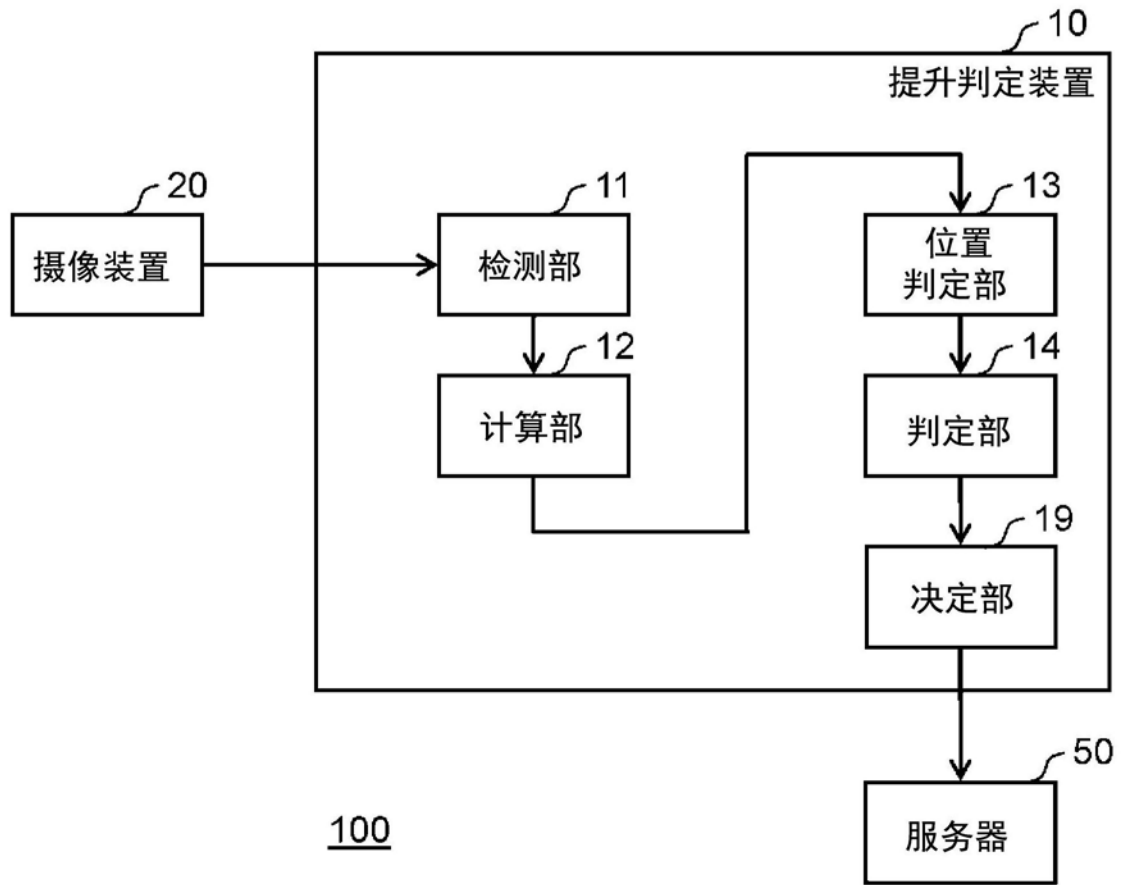 10
提升判定装置
20
摄像装置
11
检测部
13
位置
判定部
12
计算部
14
判定部
19
决定部
50
服务器
100